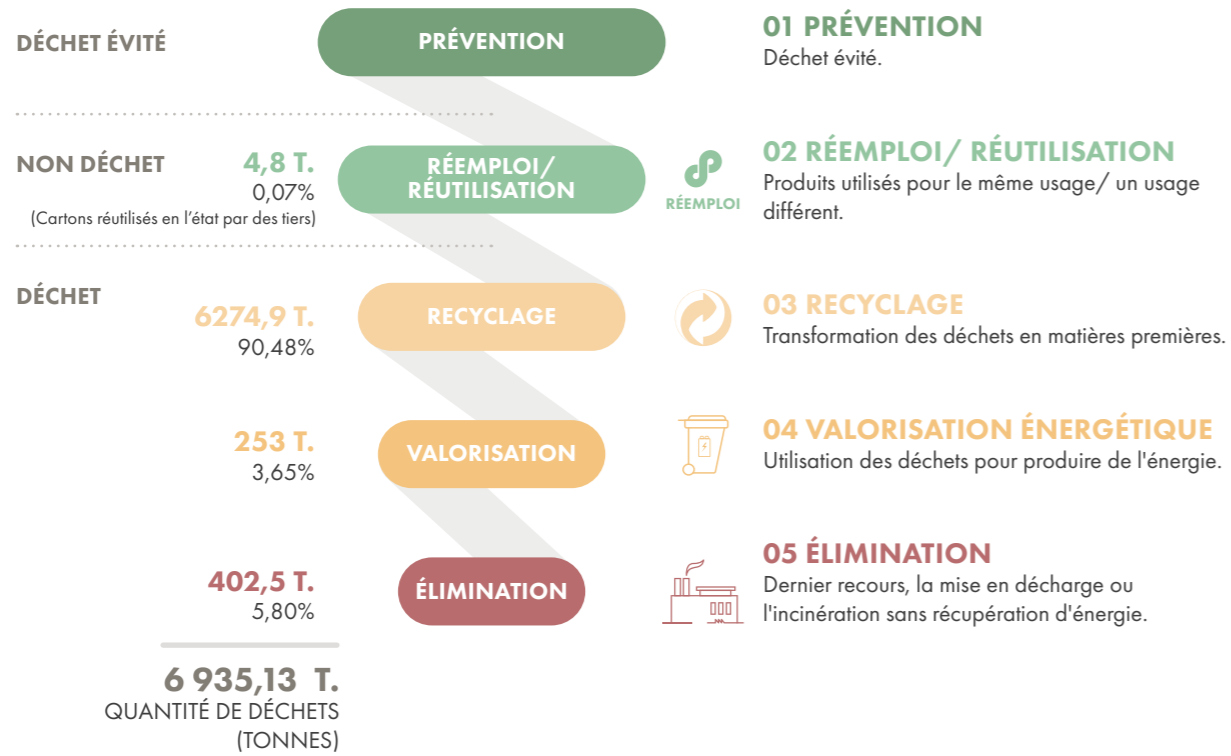 DÉCHET ÉVITÉ
PRÉVENTION
01 PRÉVENTION
Déchet évité.
NON DÉCHET
4,8 T.
0,07%
(Cartons réutilisés en l'état par des tiers)
RÉEMPLOI/
RÉUTILISATION
RÉEMPLOI
02 RÉEMPLOI/ RÉUTILISATION
Produits utilisés pour le même usage/ un usage
différent.
DÉCHET
6274,9 T.
90,48%
RECYCLAGE
03 RECYCLAGE
Transformation des déchets en matières premières.
253 T.
3,65%
VALORISATION
04 VALORISATION ÉNERGÉTIQUE
Utilisation des déchets pour produire de l'énergie.
402,5 T.
5,80%
ÉLIMINATION
05 ÉLIMINATION
Dernier recours, la mise en décharge ou
l'incinération sans récupération d'énergie.
6 935,13 T.
QUANTITÉ DE DÉCHETS
(TONNES)